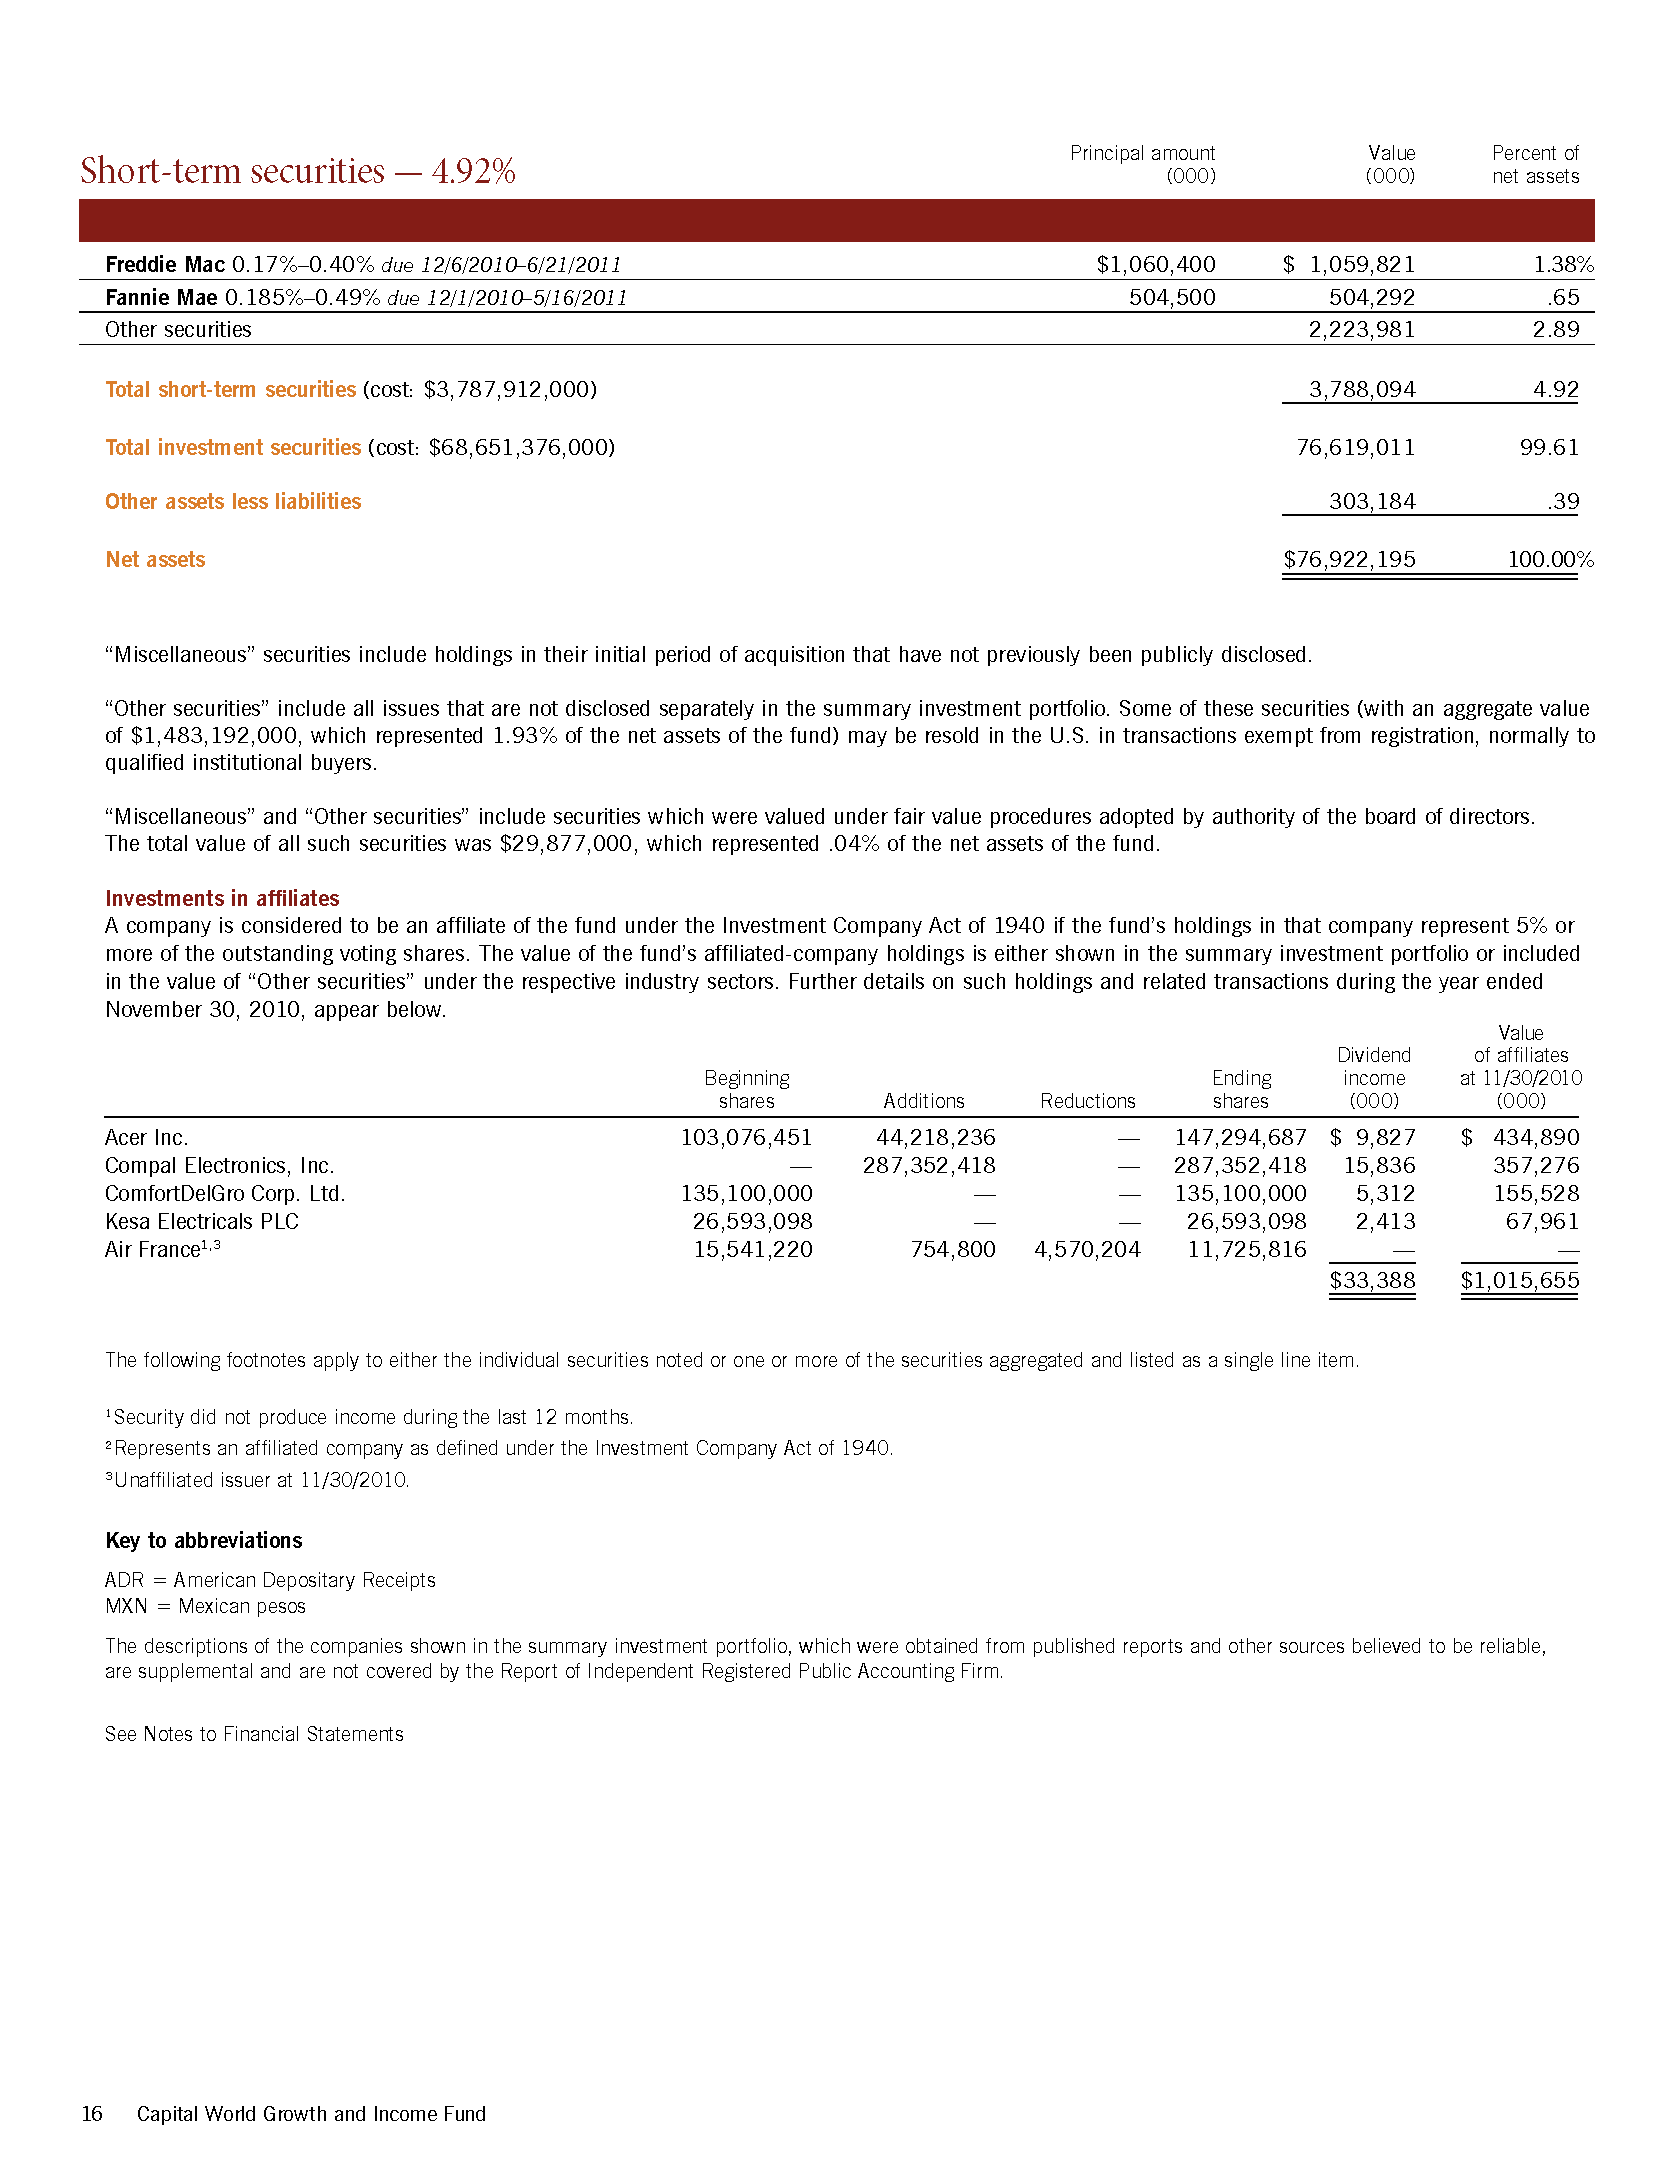 Short-term securities — 4.92% Principal amount (000) Value (000) Percent of net assets
Freddie Mac 0.17%–0.40% due 12/6/2010–6/21/2011 $1,060,400 $ 1,059,821 1.38%
Fannie Mae 0.185%–0.49% due 12/1/2010–5/16/2011 504,500 504,292 .65
Other securities 2,223,981 2.89
Total short-term securities (cost: $3,787,912,000) 3,788,094 4.92
Total investment securities (cost: $68,651,376,000) 76,619,011 99.61
Other assets less liabilities 303,184 .39
Net assets $76,922,195 100.00%
“Miscellaneous” securities include holdings in their initial period of acquisition that have not previously been publicly disclosed.
“Other securities” include all issues that are not disclosed separately in the summary investment portfolio. Some of these securities (with an aggregate value
of $1,483,192,000, which represented 1.93% of the net assets of the fund) may be resold in the U.S. in transactions exempt from registration, normally to
qualified institutional buyers.
“Miscellaneous” and “Other securities” include securities which were valued under fair value procedures adopted by authority of the board of directors.
The total value of all such securities was $29,877,000, which represented .04% of the net assets of the fund.
Investments in affiliates
A company is considered to be an affiliate of the fund under the Investment Company Act of 1940 if the fund’s holdings in that company represent 5% or
more of the outstanding voting shares. The value of the fund’s affiliated-company holdings is either shown in the summary investment portfolio or included
in the value of “Other securities” under the respective industry sectors. Further details on such holdings and related transactions during the year ended
November 30, 2010, appear below.
Value
Dividend of affiliates
Beginning Ending income at 11/30/2010
shares Additions Reductions shares (000) (000)
Acer Inc. 103,076,451 44,218,236 — 147,294,687 $ 9,827 $ 434,890
Compal Electronics, Inc. — 287,352,418 — 287,352,418 15,836 357,276
ComfortDelGro Corp. Ltd. 135,100,000 — — 135,100,000 5,312 155,528
Kesa Electricals PLC 26,593,098 — — 26,593,098 2,413 67,961
Air France1,3 15,541,220 754,800 4,570,204 11,725,816 — —
$33,388 $1,015,655
The following footnotes apply to either the individual securities noted or one or more of the securities aggregated and listed as a single line item.
1 Security did not produce income during the last 12 months.
2 Represents an affiliated company as defined under the Investment Company Act of 1940.
3 Unaffiliated issuer at 11/30/2010.
Key to abbreviations
ADR = American Depositary Receipts
MXN = Mexican pesos
The descriptions of the companies shown in the summary investment portfolio, which were obtained from published reports and other sources believed to be reliable,
are supplemental and are not covered by the Report of Independent Registered Public Accounting Firm.
See Notes to Financial Statements
16 Capital World Growth and Income Fund